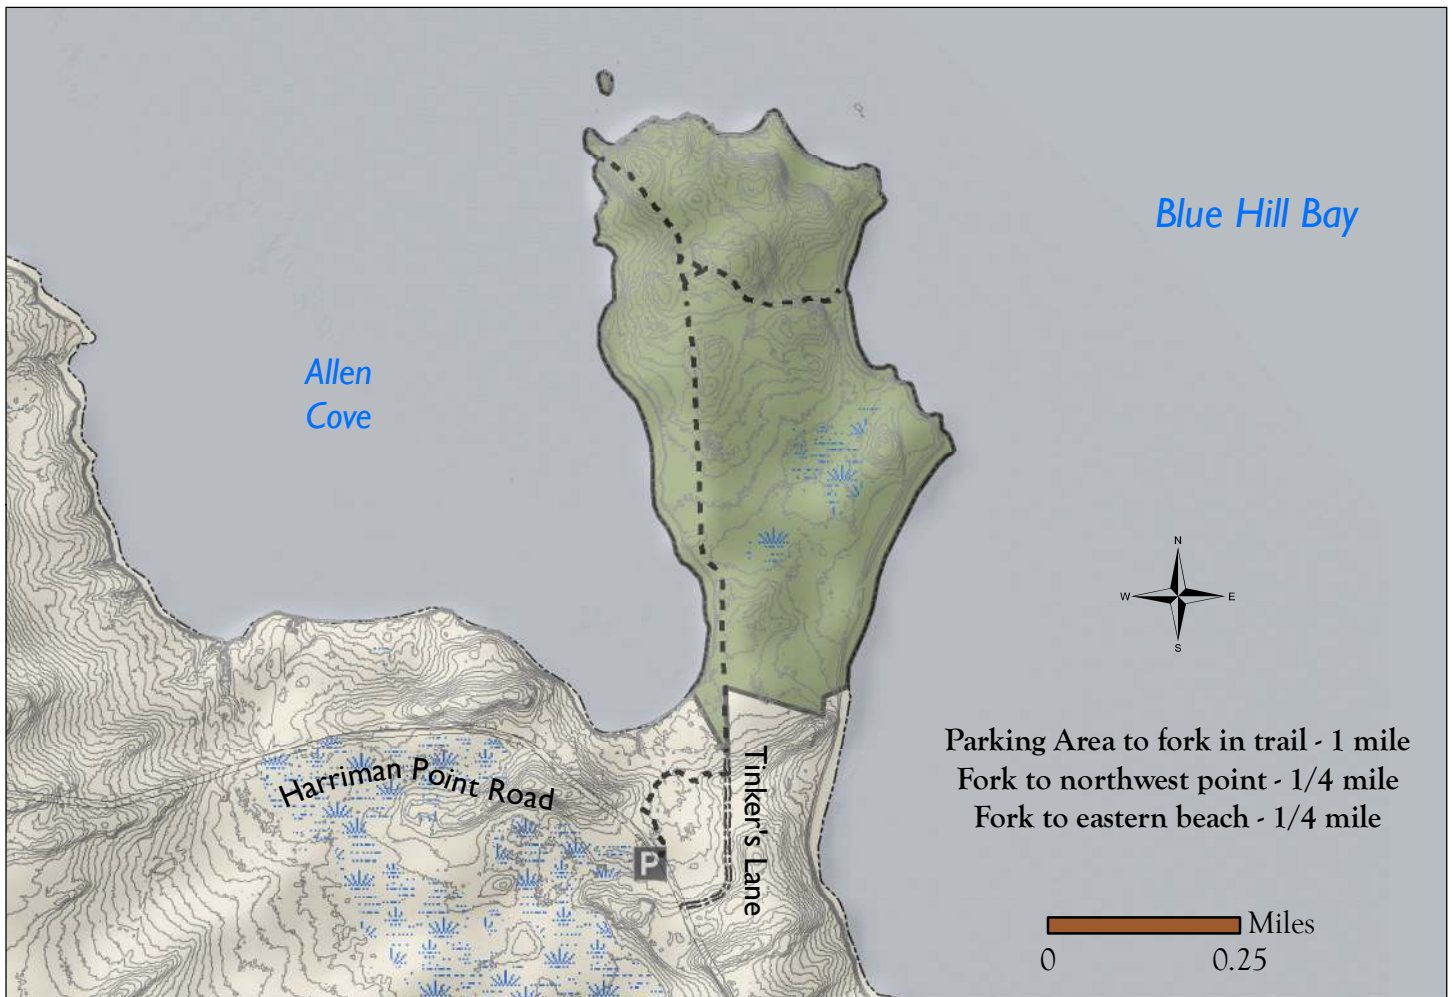 Blue Hill Bay
Allen
Cove
N
W E
S
Parking Area to fork in trail - 1 mile
Fork to northwest point - 1/4 mile
Fork to eastern beach - 1/4 mile
Harriman Point Road
Tinker's Lane
P
Miles
0 0.25